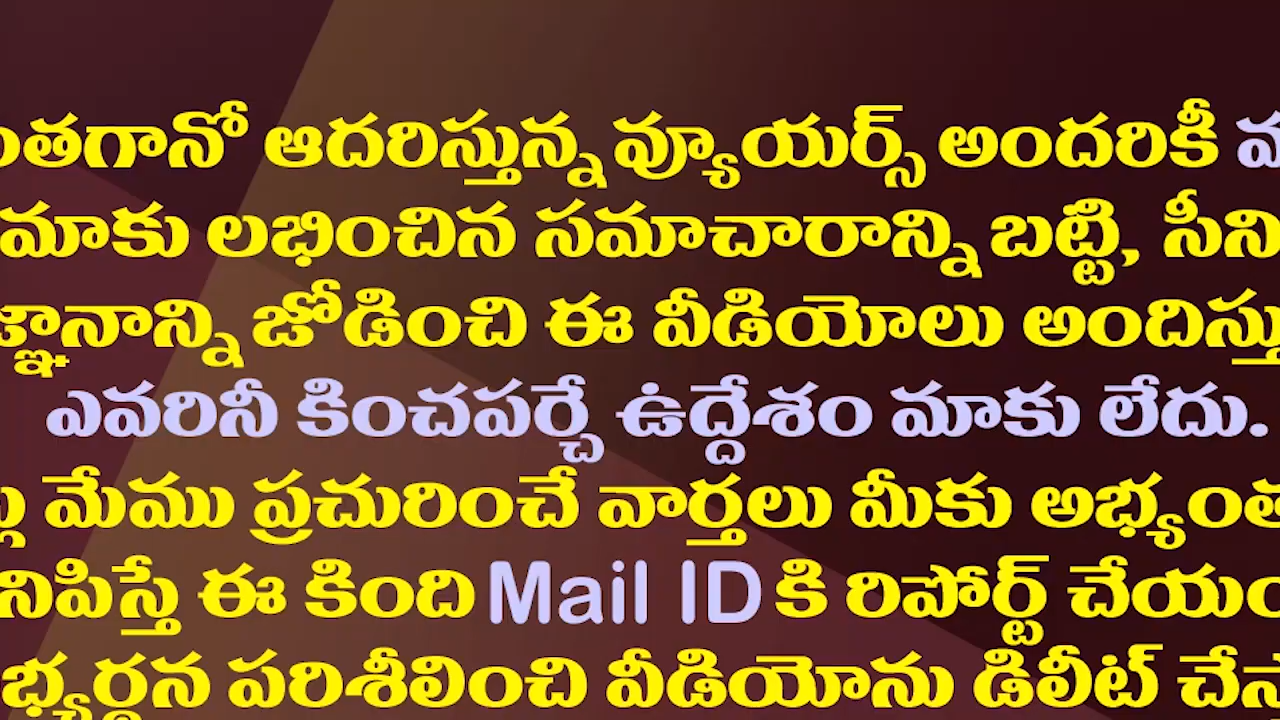 ఆదరిస్తున్న వ్యూయర్స్ అందరికీ
మాకు లభించిన సమాచారాన్ని బట్టి,
జోడించి ఈ వీడియోలు
ఎవరినీ కించపర్చే ఉద్దేశం మాకు లేదు.
మేము ప్రచురించే వార్తలు మీకు
ఈ కింది Mail ID కి రిపోర్ట్
పరిశీలించి వీడియోను డిలీట్